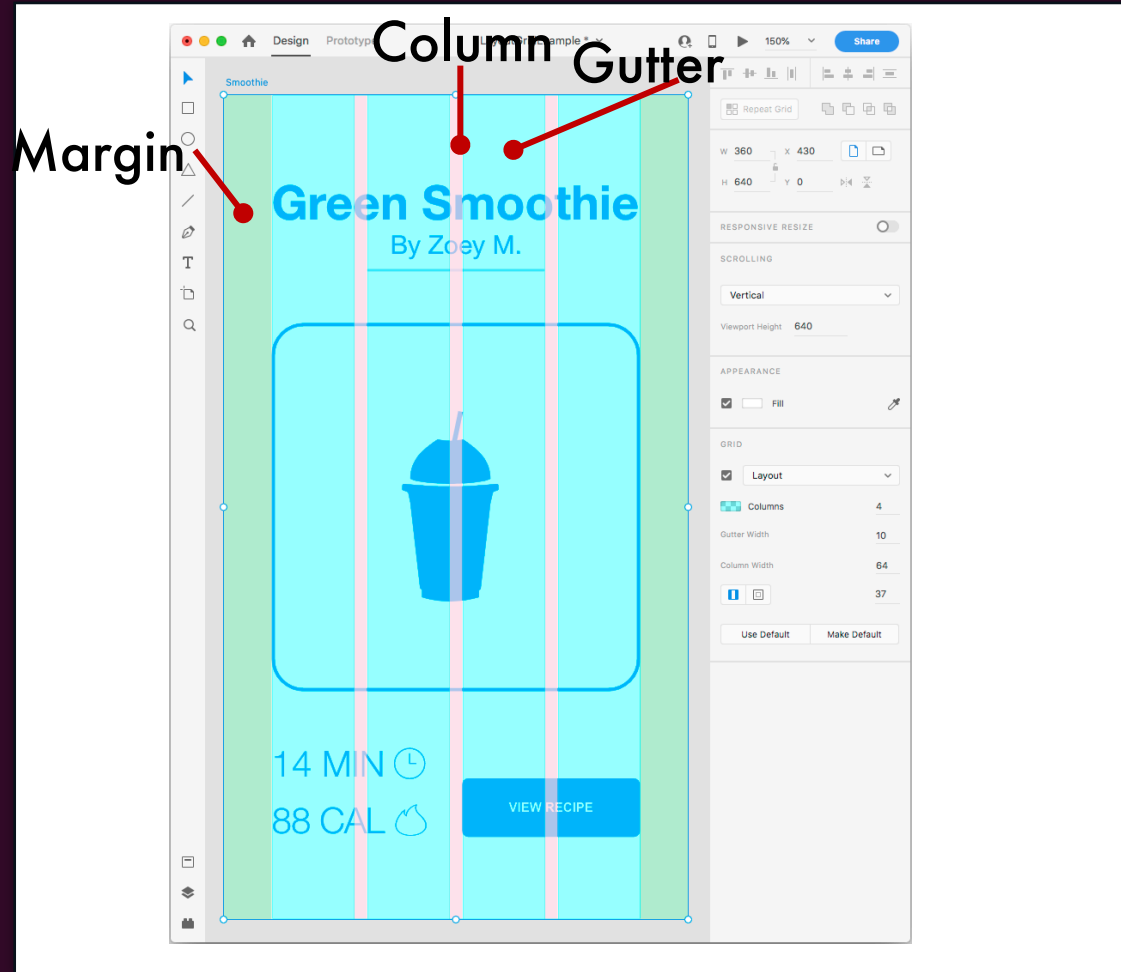 Column
Gutter
Margin
Design
Prototype
150%
Share
Smoothie
Repeat Grid
W 360 X 430
H 640 Y 0
RESPONSIVE RESIZE
SCROLLING
Vertical
Viewport Height 640
APPEARANCE
Fill
GRID
Layout
Columns 4
Gutter Width 10
Column Width 64
37
Use Default Make Default
T
Green Smoothie
By Zoey M.
14 MIN
88 CAL
VIEW RECIPE